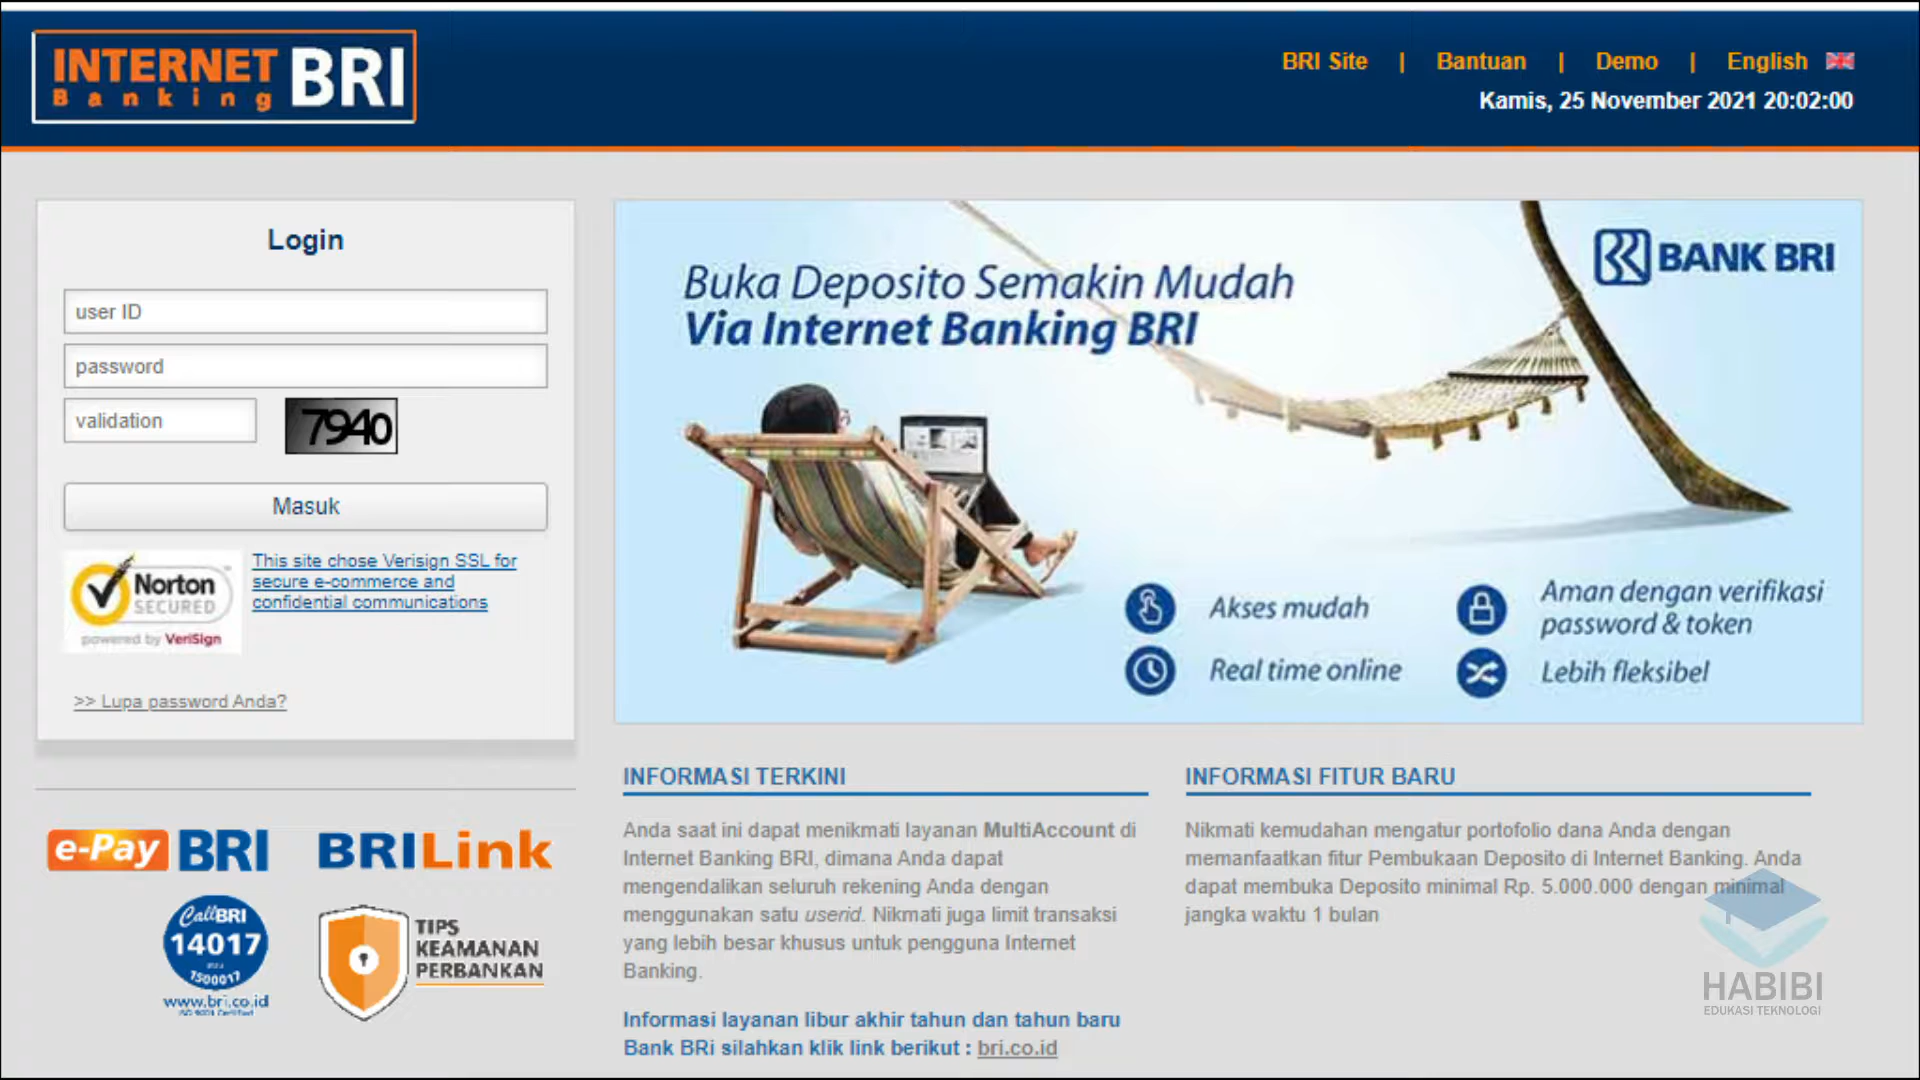 INTERNET
Banking
BRI
BRI Site | Bantuan | Demo | English
Kamis, 25 November 2021 20:02:00
Login
user ID
password
validation
7940
Masuk
Norton
SECURED
powered by VeriSign
This site chose Verisign SSL for
secure e-commerce and
confidential communications
>> Lupa password Anda?
BANK BRI
Buka Deposito Semakin Mudah
Via Internet Banking BRI
Akses mudah
Real time online
Aman dengan verifikasi
password & token
Lebih fleksibel
e-Pay BRI
BRILink
CallBRI
14017
1500017
www.bri.co.id
TIPS
KEAMANAN
PERBANKAN
INFORMASI TERKINI
Anda saat ini dapat menikmati layanan MultiAccount di
Internet Banking BRI, dimana Anda dapat
mengendalikan seluruh rekening Anda dengan
menggunakan satu userid. Nikmati juga limit transaksi
yang lebih besar khusus untuk pengguna Internet
Banking.
Informasi layanan libur akhir tahun dan tahun baru
Bank BRi silahkan klik link berikut : bri.co.id
INFORMASI FITUR BARU
Nikmati kemudahan mengatur portofolio dana Anda dengan
memanfaatkan fitur Pembukaan Deposito di Internet Banking. Anda
dapat membuka Deposito minimal Rp. 5.000.000 dengan minimal
jangka waktu 1 bulan
HABIBI
EDUKASI TEKNOLOGI